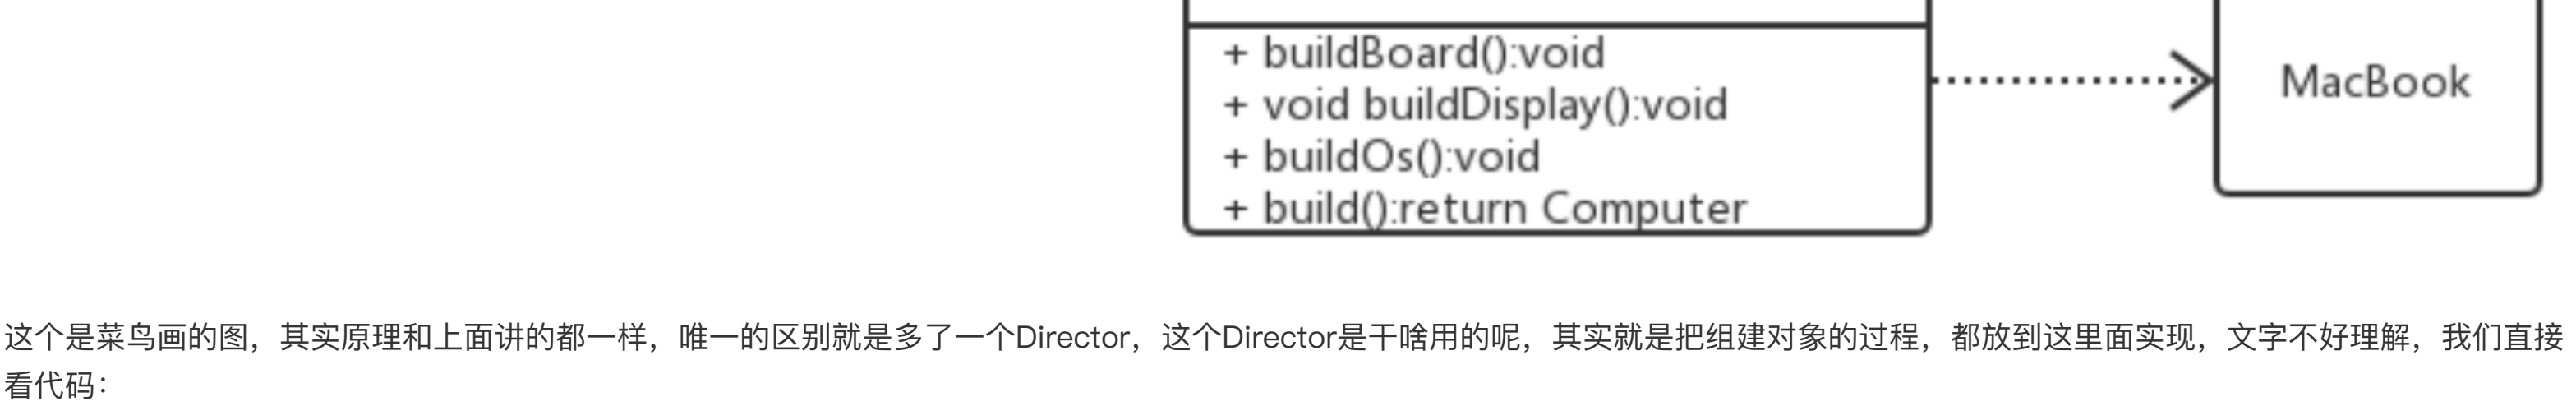 + buildBoard():void
+ void buildDisplay():void
+ buildOs():void
+ build():return Computer
MacBook
这个是菜鸟画的图，其实原理和上面讲的都一样，唯一的区别就是多了一个Director，这个Director是干啥用的呢，其实就是把组建对象的过程，都放到这里面实现，文字不好理解，我们直接
看代码：